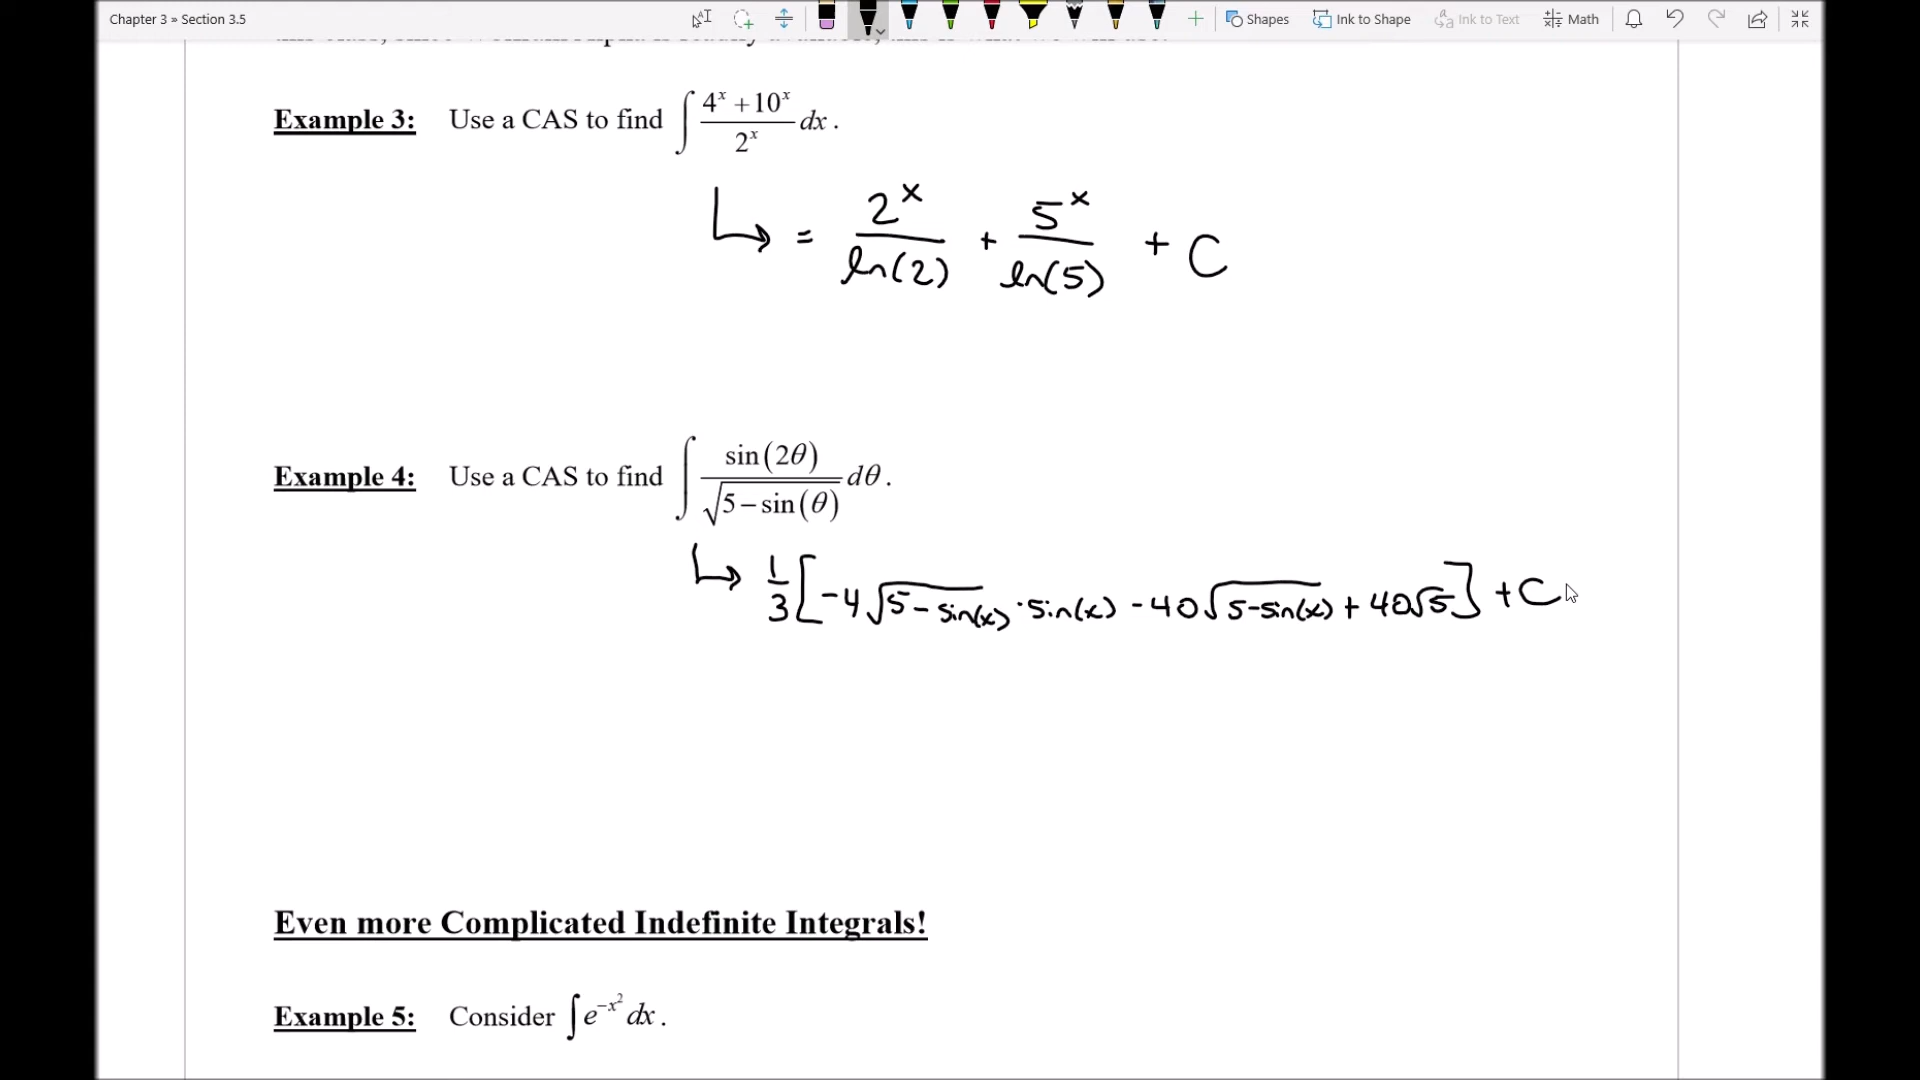 Chapter 3 » Section 3.5 Shapes Ink to Shape Ink to Text Math
Example 3: Use a CAS to find ∫ (4^x + 10^x)/(2^x) dx .
↳ = 2^x/ln(2) + 5^x/ln(5) + C
Example 4: Use a CAS to find ∫ sin(2θ)/√(5−sin(θ)) dθ .
↳ 1/3 [-4√(5-sin(x)) · sin(x) - 40√(5-sin(x)) + 40√5] + C
Even more Complicated Indefinite Integrals!
Example 5: Consider ∫ e^(−x^2) dx .